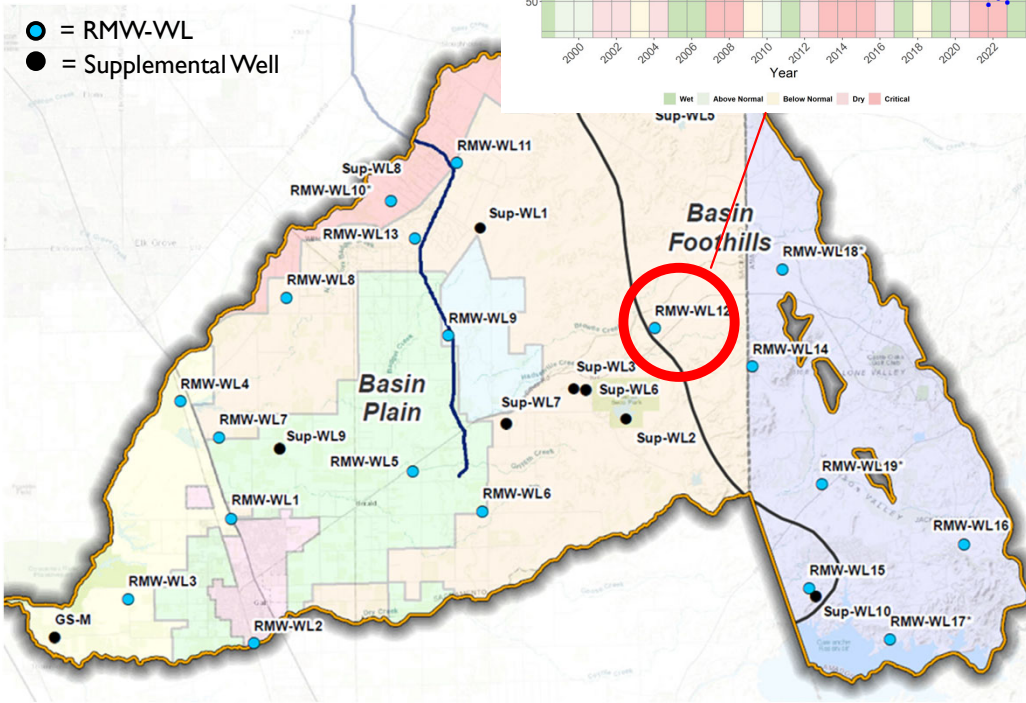 = RMW-WL
= Supplemental Well
50
2000
2002
2004
2006
2008
2010
2012
2014
2016
2018
2020
2022
Year
Wet
Above Normal
Below Normal
Dry
Critical
Sup-WL5
RMW-WL11
Sup-WL8
RMW-WL10*
Sup-WL1
RMW-WL13
Basin
Foothills
Elk Grove
RMW-WL18*
RMW-WL8
RMW-WL12
RMW-WL9
RMW-WL14
Sup-WL3
Basin
Plain
RMW-WL4
Sup-WL6
Sup-WL7
RMW-WL7
Sup-WL9
Sup-WL2
RMW-WL5
RMW-WL19*
RMW-WL6
RMW-WL1
RMW-WL16
RMW-WL3
RMW-WL15
GS-M
Dry Creek
Sup-WL10
RMW-WL2
RMW-WL17*